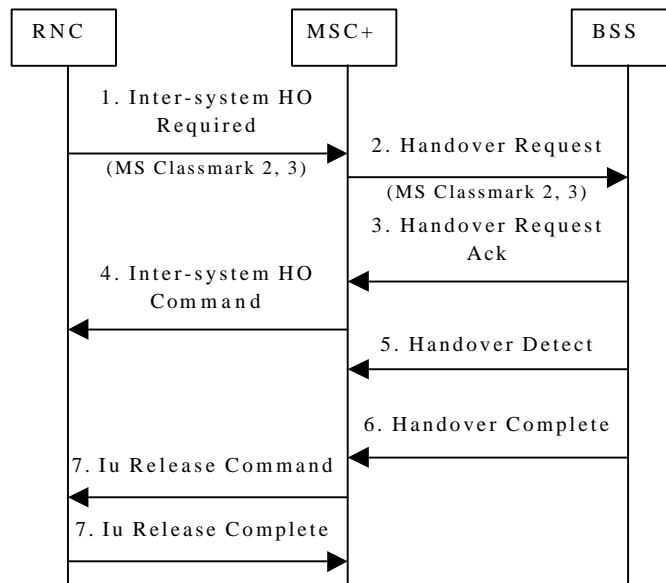 RNC
MSC+
BSS
1. Inter-system HO
Required
(MS Classmark 2, 3)
2. Handover Request
(MS Classmark 2, 3)
3. Handover Request
Ack
4. Inter-system HO
Command
5. Handover Detect
6. Handover Complete
7. Iu Release Command
7. Iu Release Complete